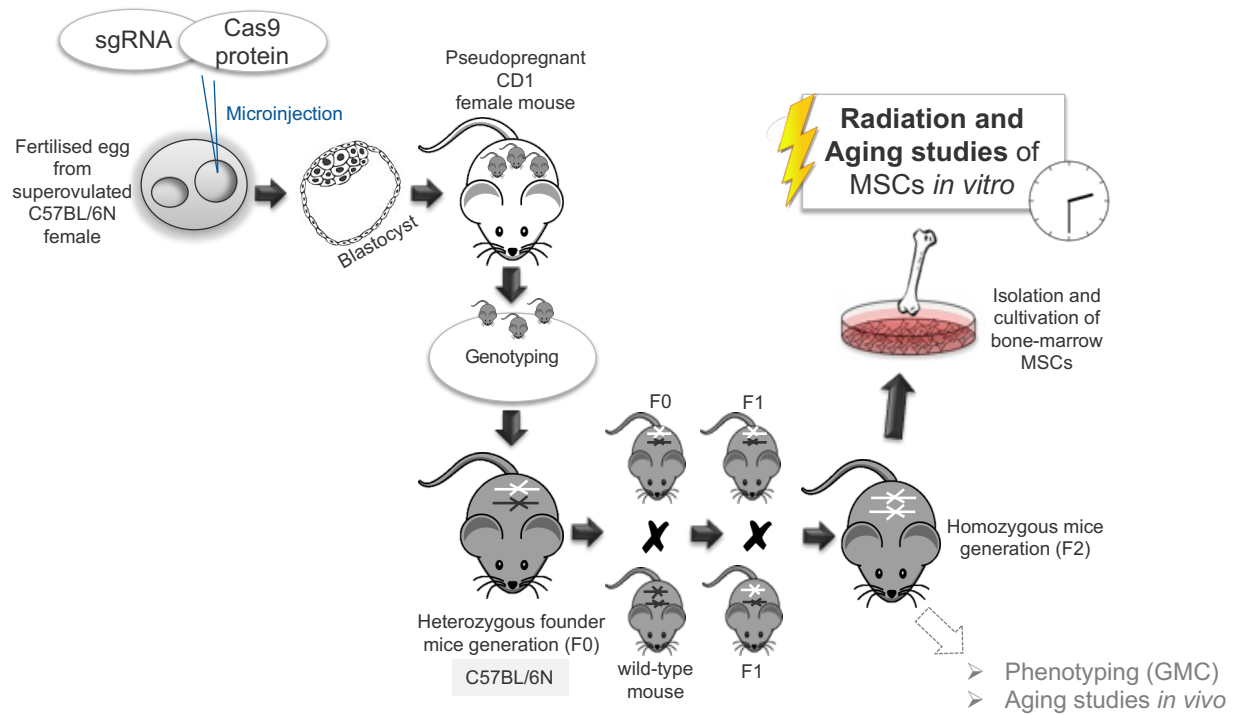 sgRNA
Cas9
protein
Microinjection
Fertilised egg
from
superovulated
C57BL/6N
female
Blastocyst
Pseudopregnant
CD1
female mouse
Genotyping
Heterozygous founder
mice generation (F0)
C57BL/6N
F0
F1
wild-type
mouse
F1
Homozygous mice
generation (F2)
Isolation and
cultivation of
bone-marrow
MSCs
Radiation and
Aging studies of
MSCs in vitro
➢ Phenotyping (GMC)
➢ Aging studies in vivo